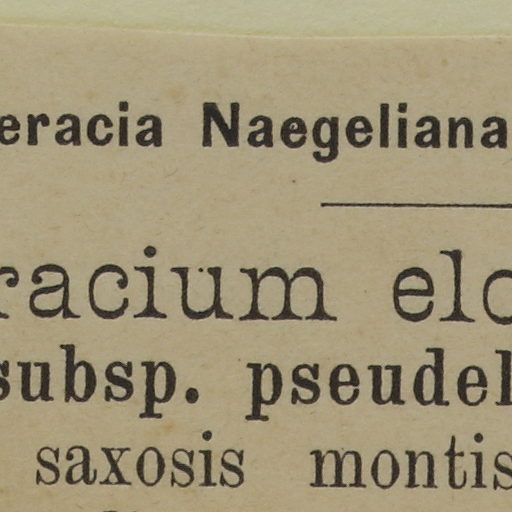 eracia Naegeliana
racium elo
subsp. pseudel
saxosis montis